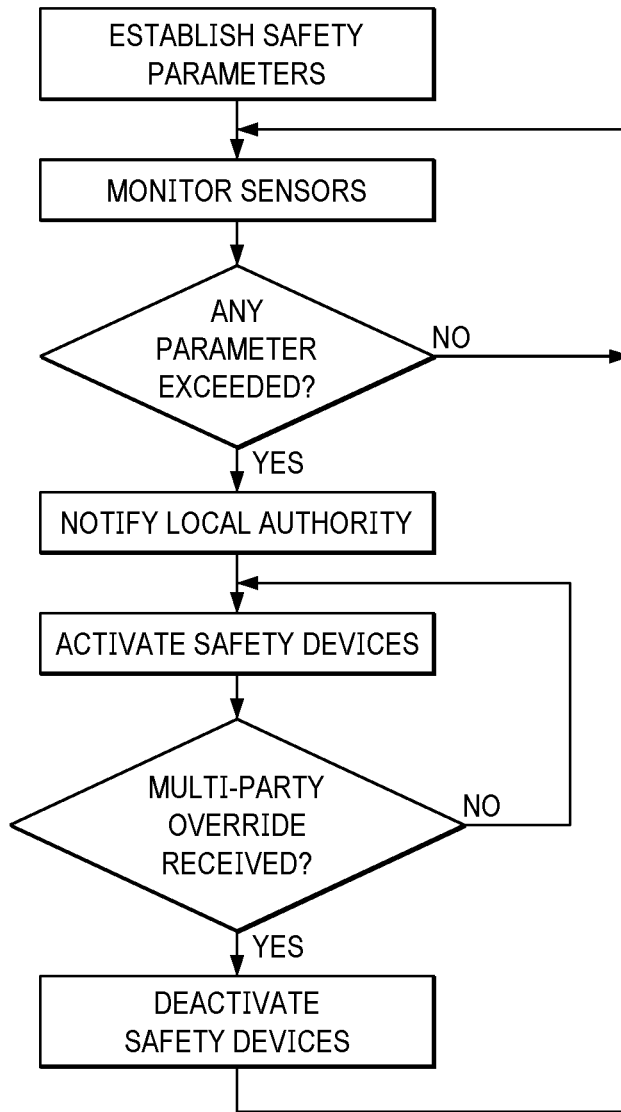 ESTABLISH SAFETY
PARAMETERS
MONITOR SENSORS
ANY
PARAMETER
EXCEEDED?
NO
YES
NOTIFY LOCAL AUTHORITY
ACTIVATE SAFETY DEVICES
MULTI-PARTY
OVERRIDE
RECEIVED?
NO
YES
DEACTIVATE
SAFETY DEVICES